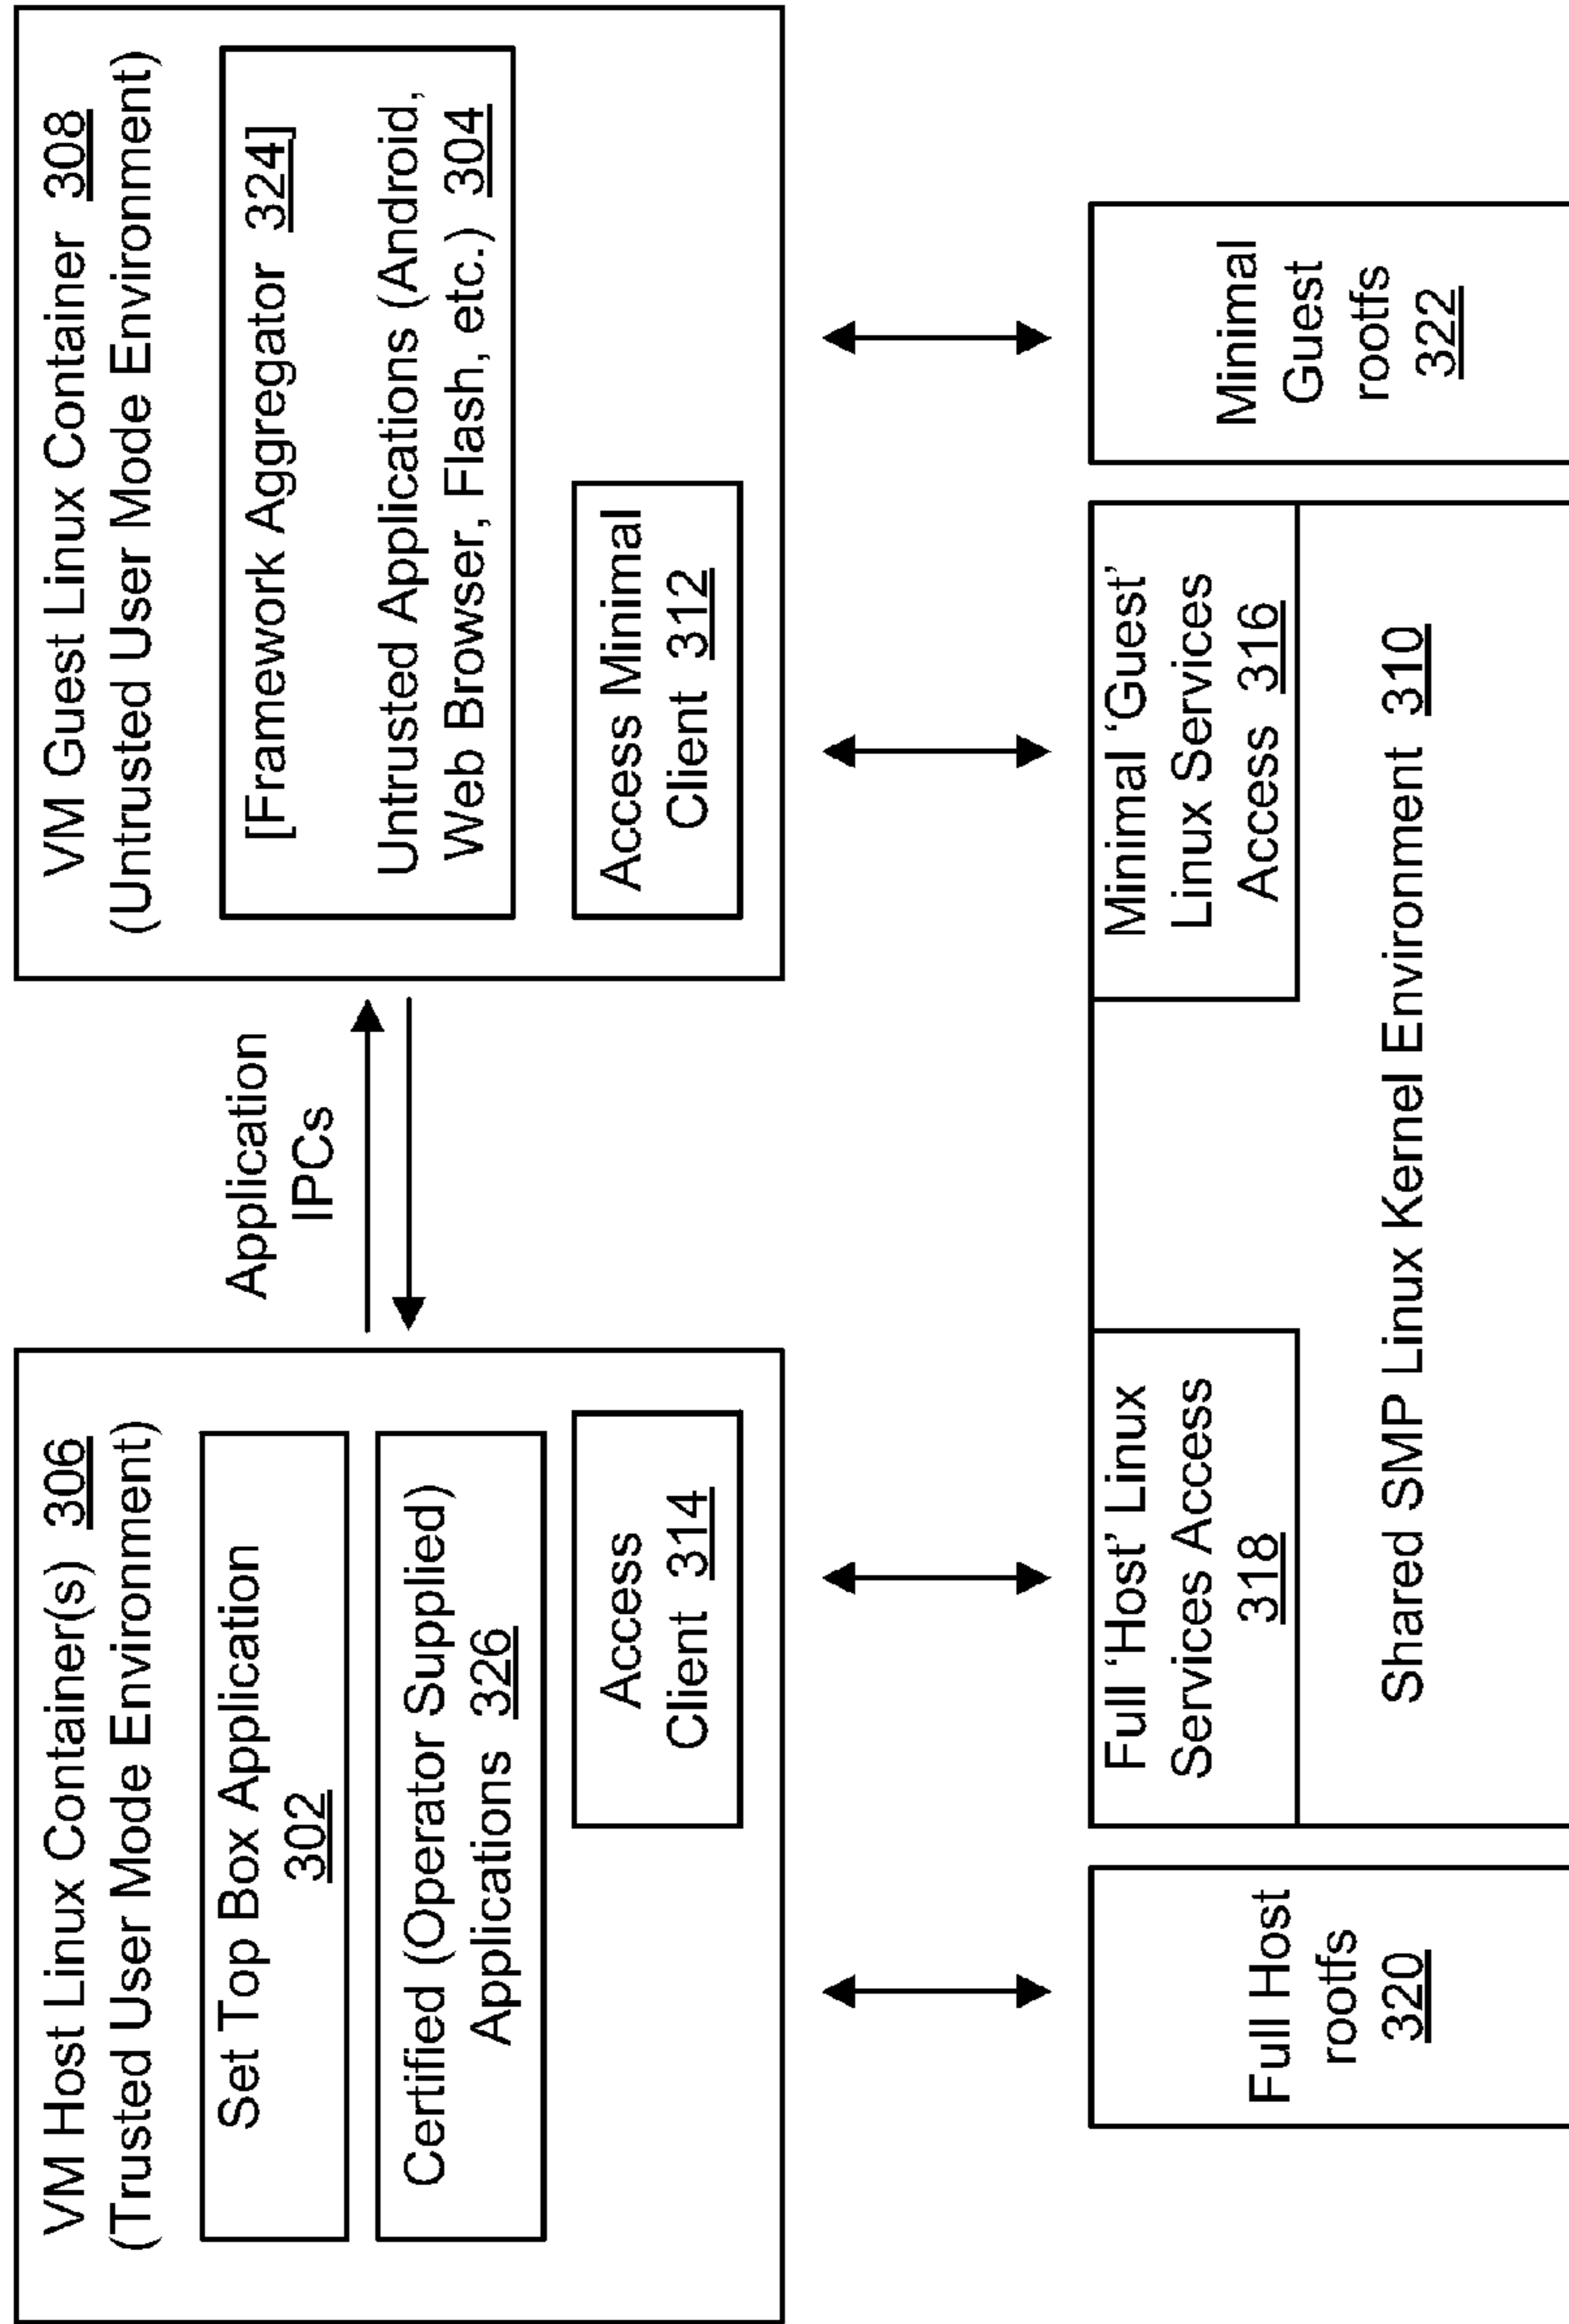 VM Host Linux Container(s) 306
(Trusted User Mode Environment)
Set Top Box Application
302
Certified (Operator Supplied)
Applications 326
Access
Client 314
Application
IPCs
VM Guest Linux Container 308
(Untrusted User Mode Environment)
[Framework Aggregator 324]
Untrusted Applications (Android,
Web Browser, Flash, etc.) 304
Access Minimal
Client 312
Full Host
rootfs
320
Full ‘Host’ Linux
Services Access
318
Minimal ‘Guest’
Linux Services
Access 316
Shared SMP Linux Kernel Environment 310
Minimal
Guest
rootfs
322